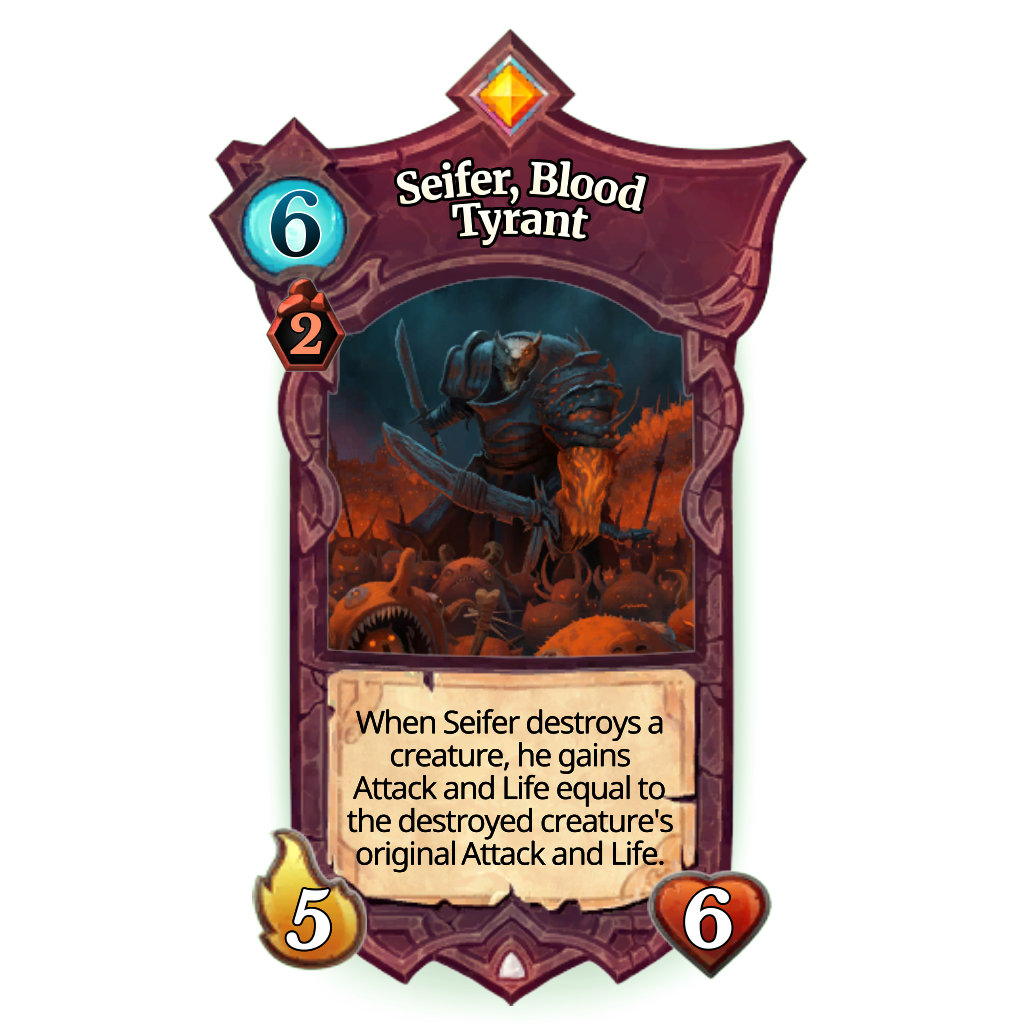 Seifer, Blood
Tyrant
6
2
When Seifer destroys a
creature, he gains
Attack and Life equal to
the destroyed creature's
original Attack and Life.
5
6